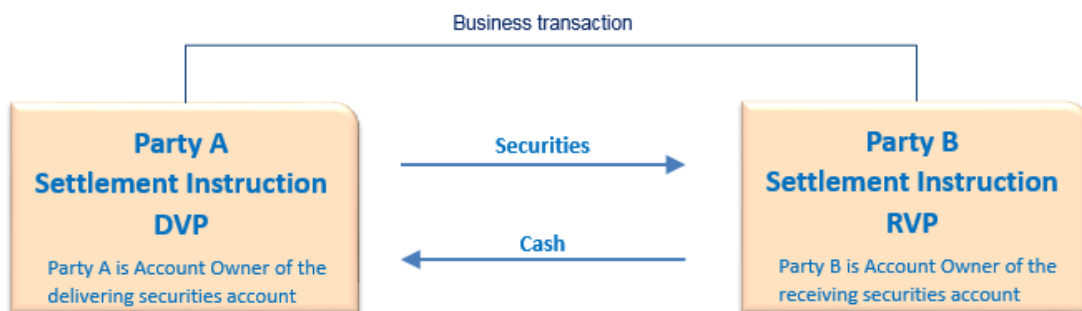 Business transaction
Party A
Settlement Instruction
DVP
Party A is Account Owner of the
delivering securities account
Securities
Cash
Party B
Settlement Instruction
RVP
Party B is Account Owner of the
receiving securities account